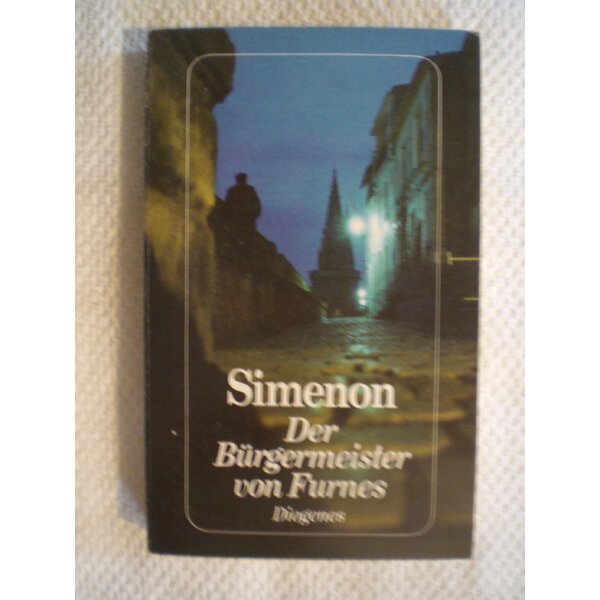 Simenon
Der
Bürgermeister
von Furnes
Diogenes